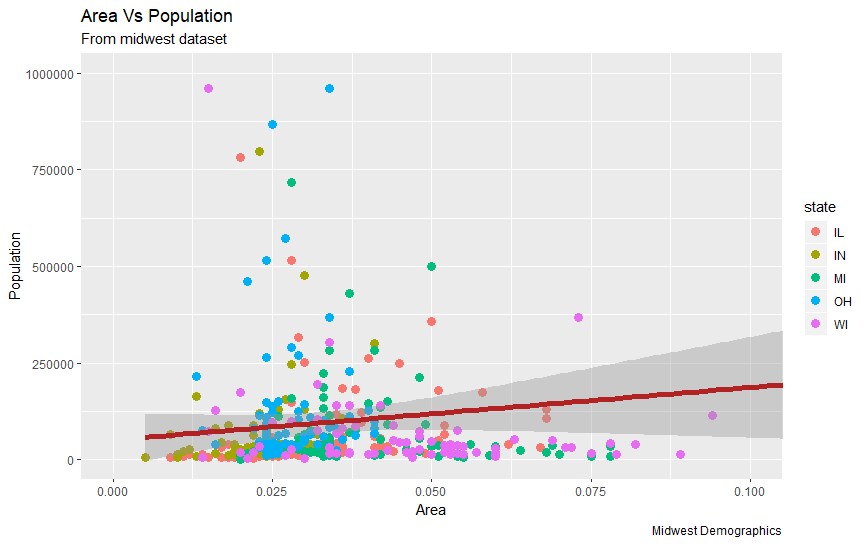 Area Vs Population
From midwest dataset
Population
1000000
750000
500000
250000
0
0.000 0.025 0.050 0.075 0.100
Area
state
IL
IN
MI
OH
WI
Midwest Demographics